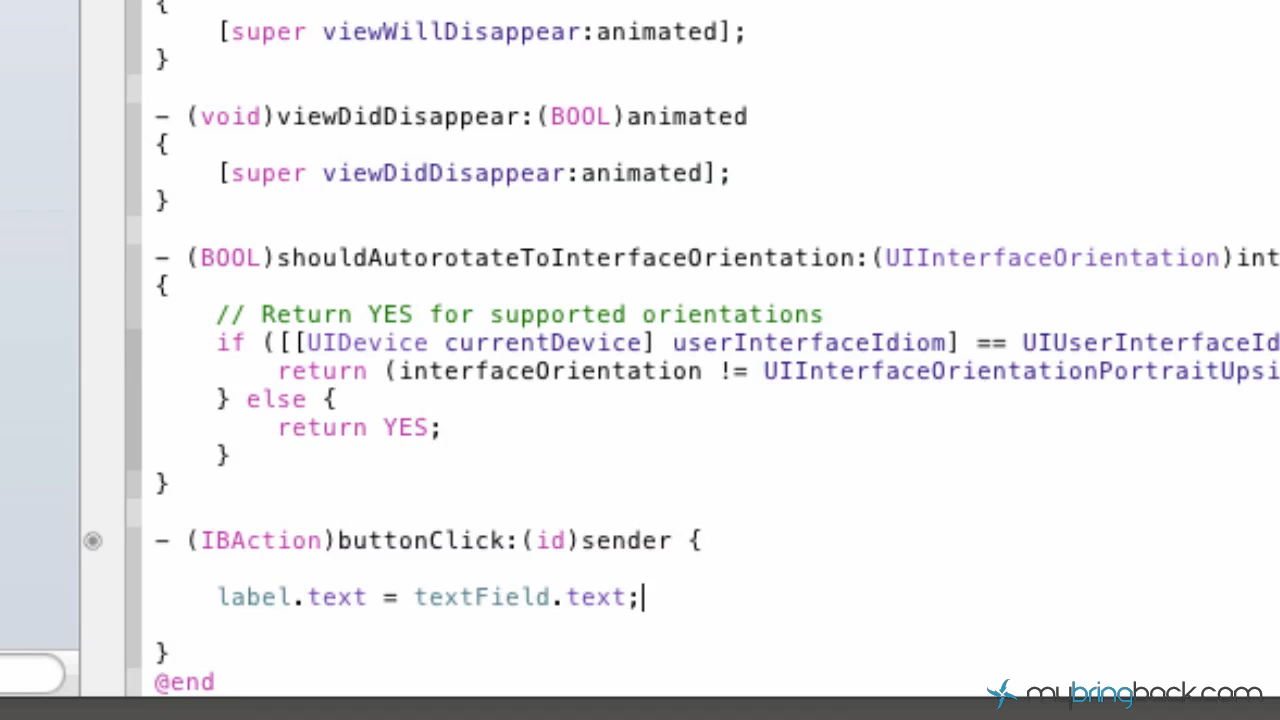 {
[super viewWillDisappear:animated];
}
- (void)viewDidDisappear:(BOOL)animated
{
[super viewDidDisappear:animated];
}
- (BOOL)shouldAutorotateToInterfaceOrientation:(UIInterfaceOrientation)int
{
// Return YES for supported orientations
if ([[UIDevice currentDevice] userInterfaceIdiom] == UIUserInterfaceId
return (interfaceOrientation != UIInterfaceOrientationPortraitUpsi
} else {
return YES;
}
}
- (IBAction)buttonClick:(id)sender {
label.text = textField.text;
}
@end
mybringback.com